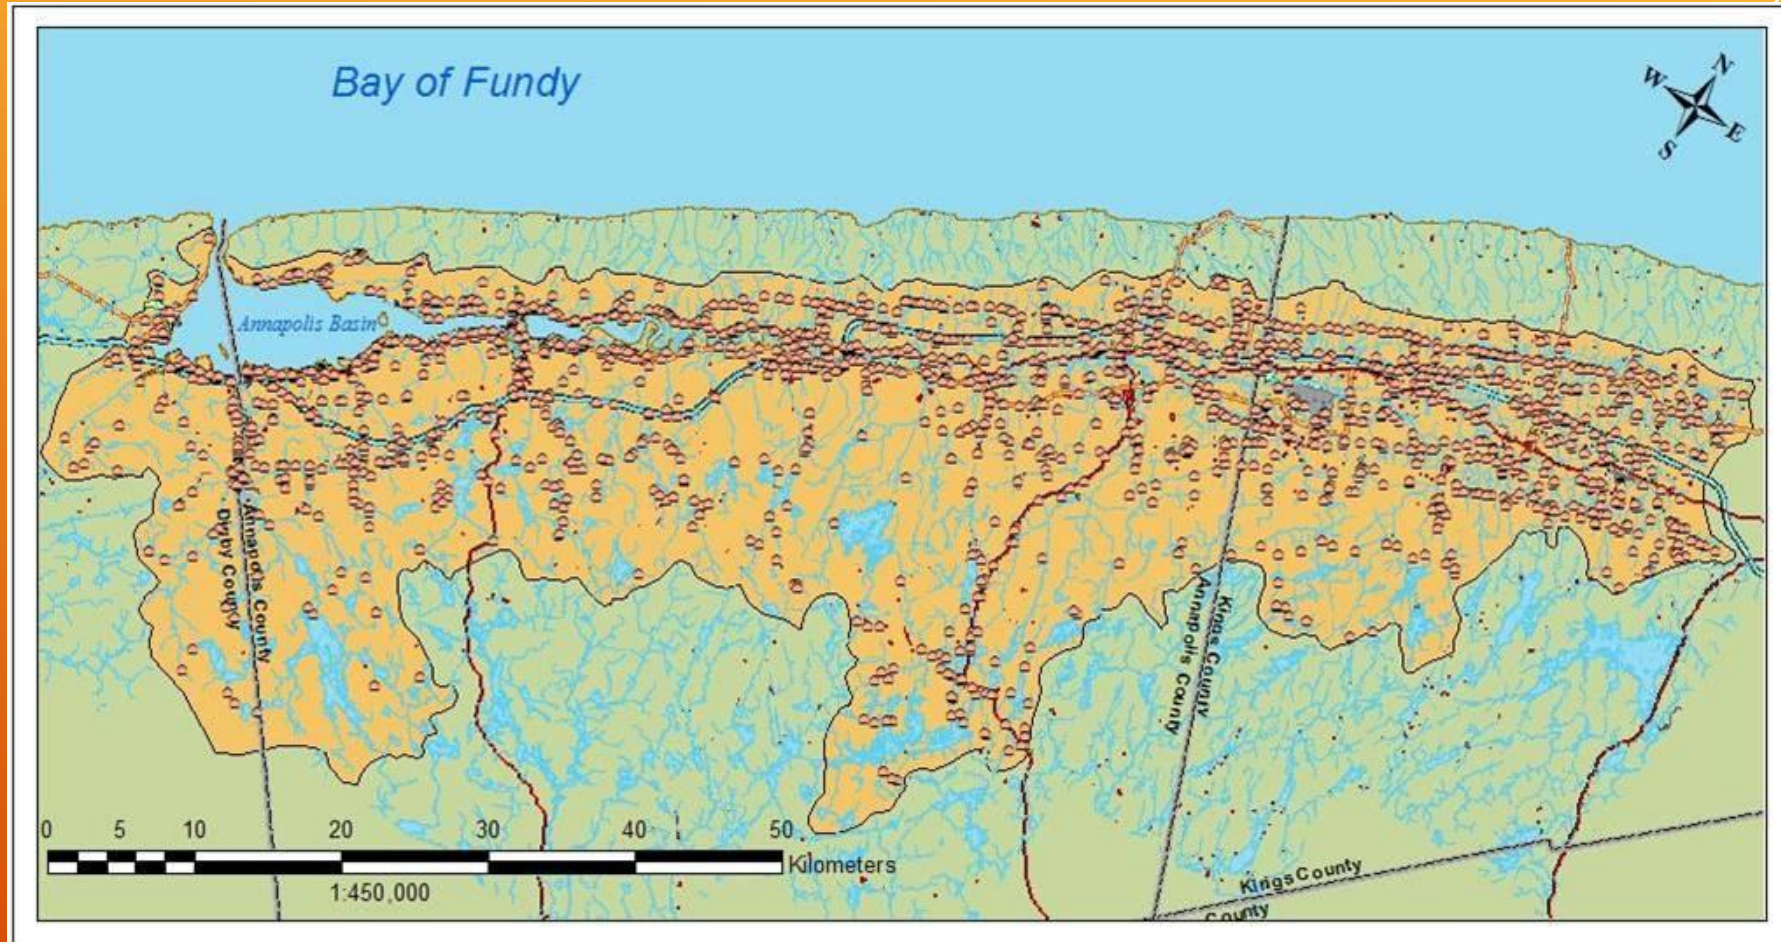 Bay of Fundy
N
W
E
S
Annapolis Basin
Annapolis County
Digby County
Kings County
Annapolis County
0 5 10 20 30 40 50
Kilometers
1:450,000
Kings County
County